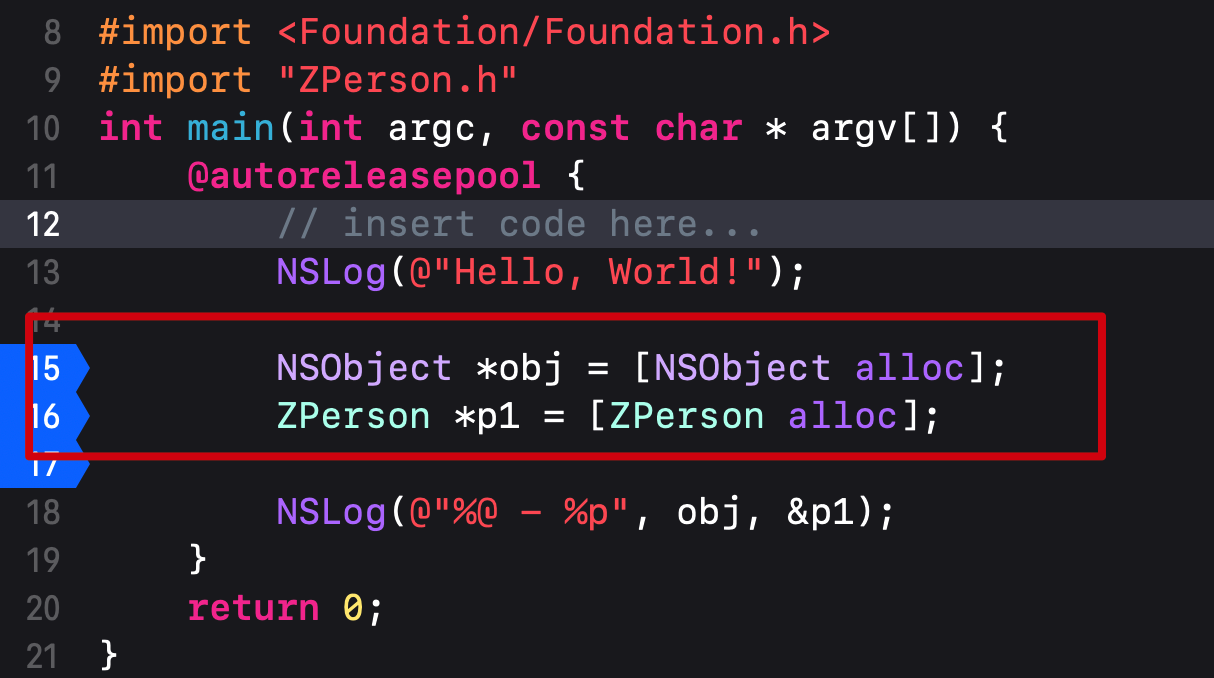 8 #import <Foundation/Foundation.h>
9 #import "ZPerson.h"
10 int main(int argc, const char * argv[]) {
11     @autoreleasepool {
12         // insert code here...
13         NSLog(@"Hello, World!");
14
15         NSObject *obj = [NSObject alloc];
16         ZPerson *p1 = [ZPerson alloc];
17
18         NSLog(@"%@ - %p", obj, &p1);
19     }
20     return 0;
21 }